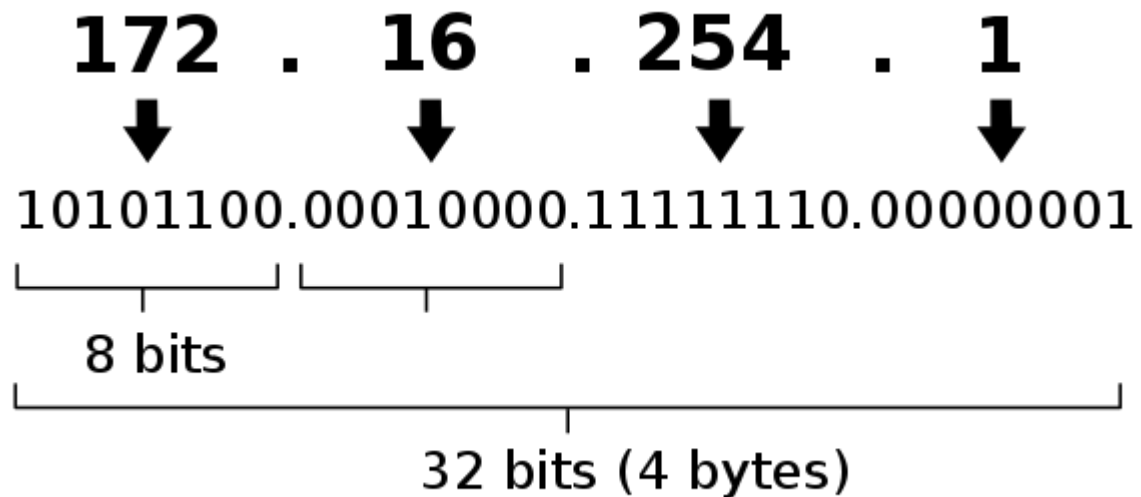 172 . 16 . 254 . 1
10101100.00010000.11111110.00000001
8 bits
32 bits (4 bytes)